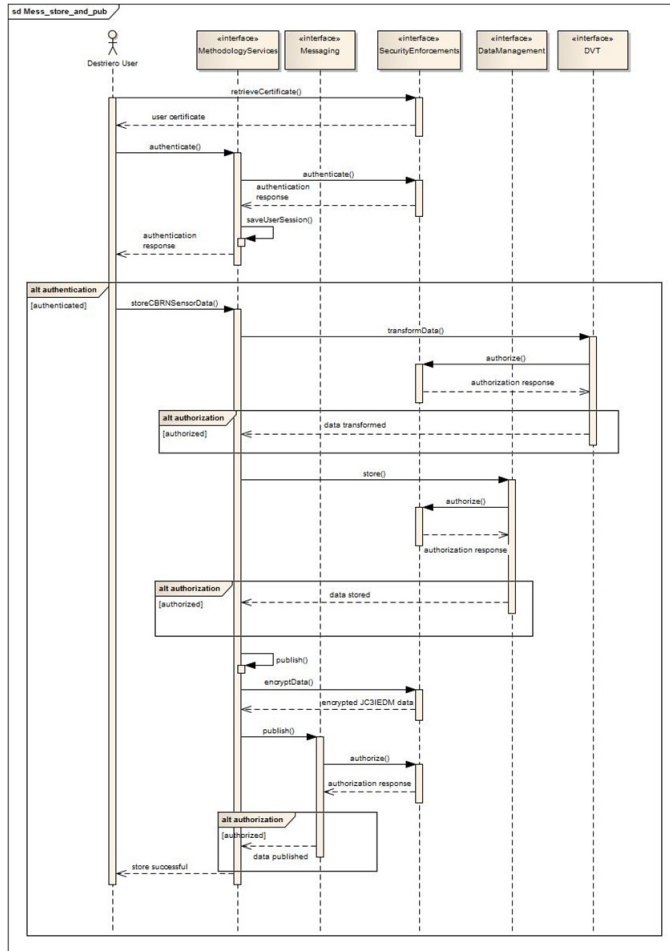 sd Mess_store_and_pub
Destriero User
«interface»
MethodologyServices
«interface»
Messaging
«interface»
SecurityEnforcements
«interface»
DataManagement
«interface»
DVT
retrieveCertificate()
user certificate
authenticate()
authenticate()
authentication
response
saveUserSession()
authentication
response
alt authentication
[authenticated]
storeCBRNSensorData()
transformData()
authorize()
authorization response
alt authorization
[authorized]
data transformed
store()
authorize()
authorization response
alt authorization
[authorized]
data stored
publish()
encryptData()
encrypted JC3IEDM data
publish()
authorize()
authorization response
alt authorization
[authorized]
data published
store successful